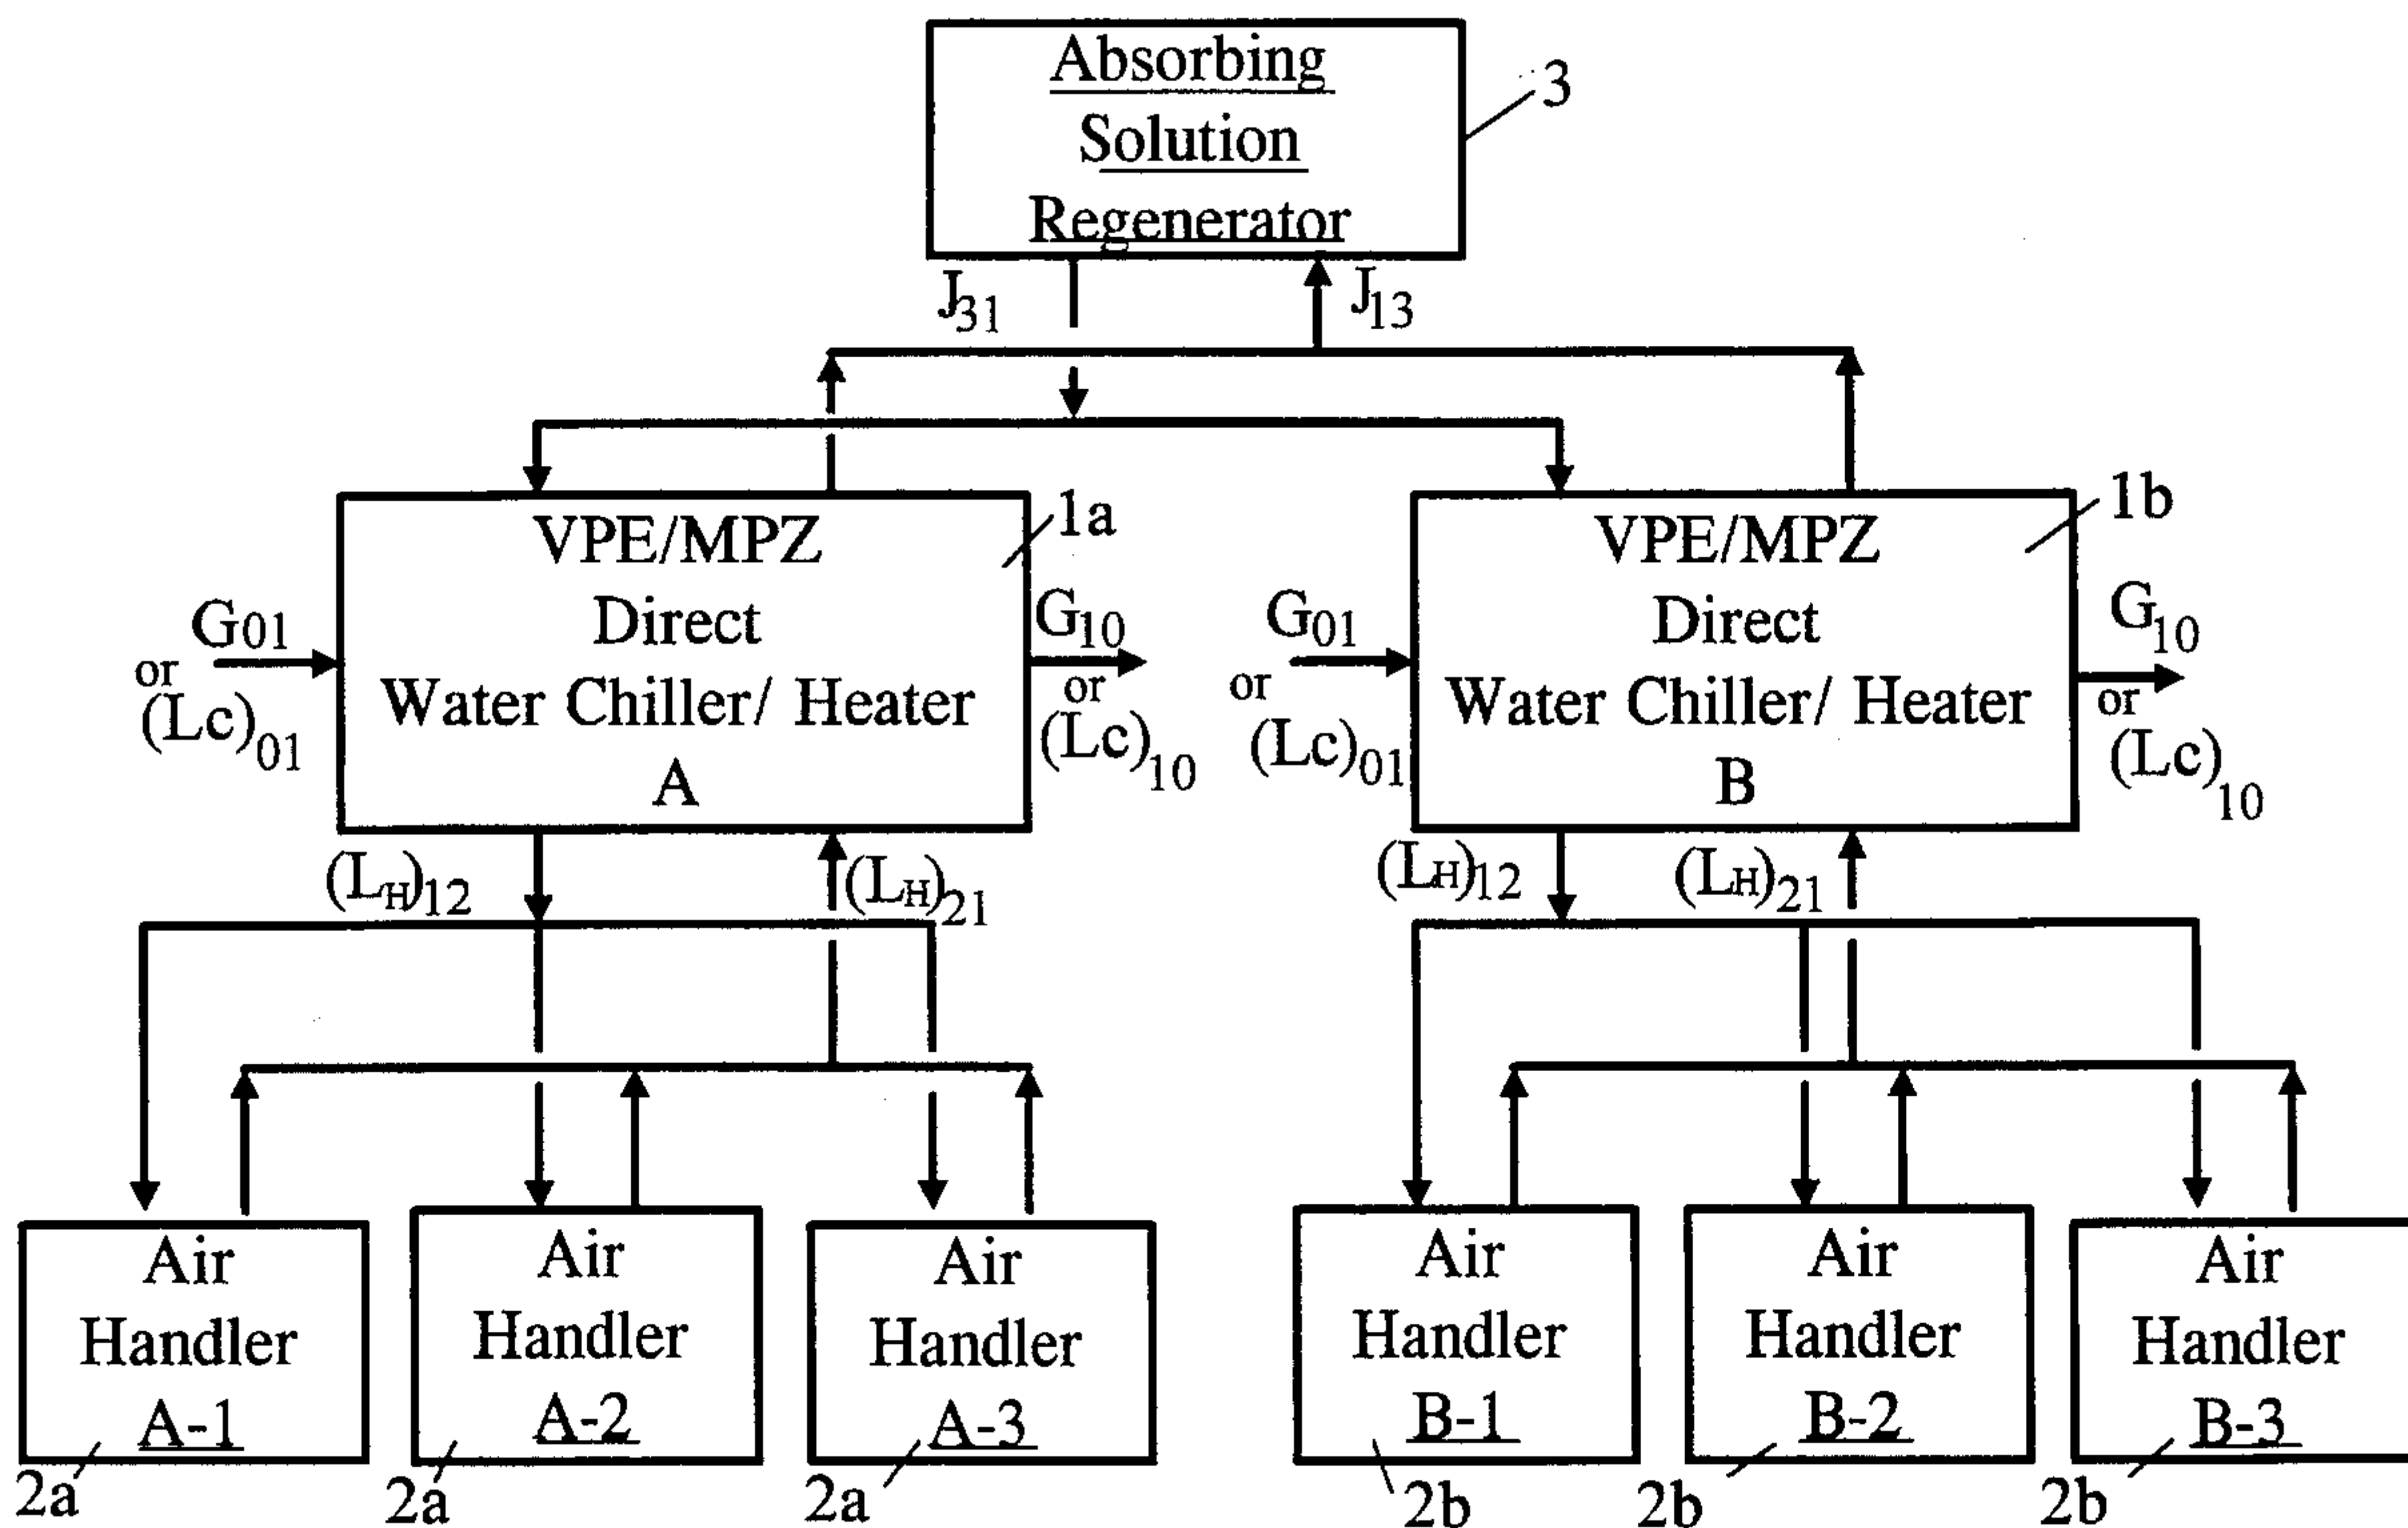 Absorbing
Solution
Regenerator
3
J31
J13
VPE/MPZ
Direct
Water Chiller/ Heater
A
1a
G01
or
(Lc)01
G10
or
(Lc)10
VPE/MPZ
Direct
Water Chiller/ Heater
B
1b
G01
or
(Lc)01
G10
or
(Lc)10
(LH)12
(LH)21
(LH)12
(LH)21
Air
Handler
A-1
2a
Air
Handler
A-2
2a
Air
Handler
A-3
2a
Air
Handler
B-1
2b
Air
Handler
B-2
2b
Air
Handler
B-3
2b